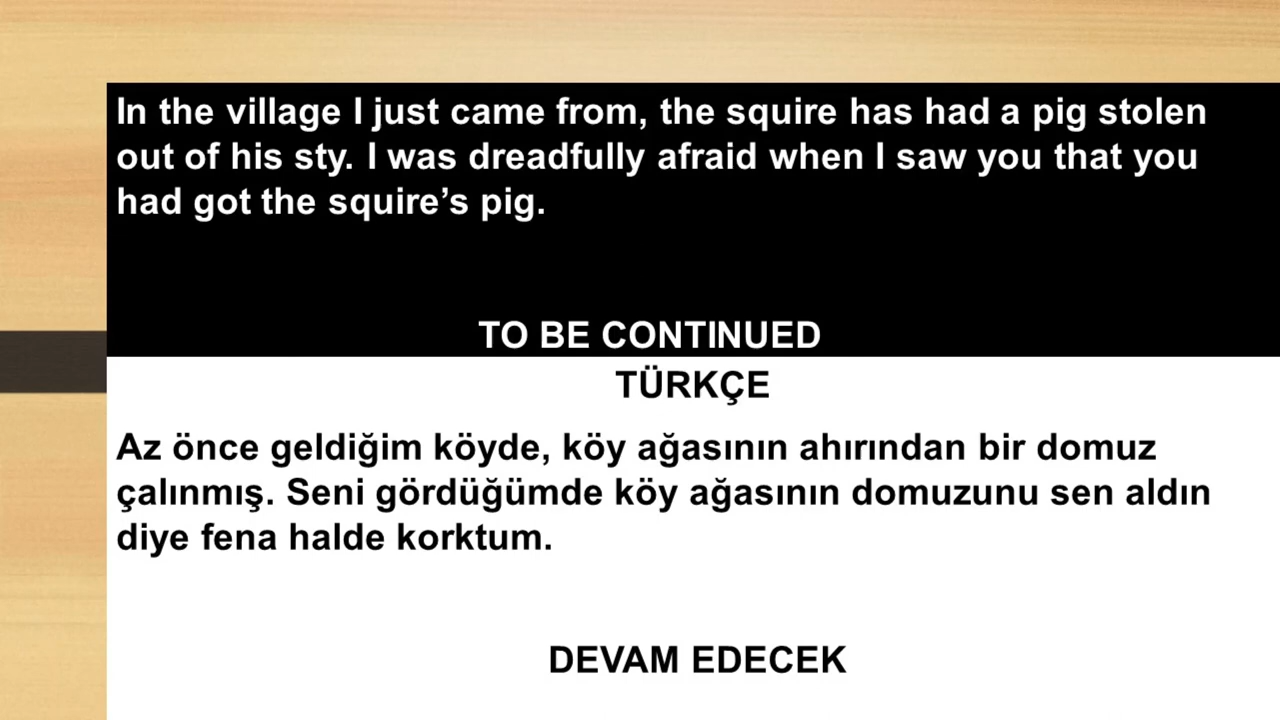 In the village I just came from, the squire has had a pig stolen
out of his sty. I was dreadfully afraid when I saw you that you
had got the squire’s pig.
TO BE CONTINUED
TÜRKÇE
Az önce geldiğim köyde, köy ağasının ahırından bir domuz
çalınmış. Seni gördüğümde köy ağasının domuzunu sen aldın
diye fena halde korktum.
DEVAM EDECEK